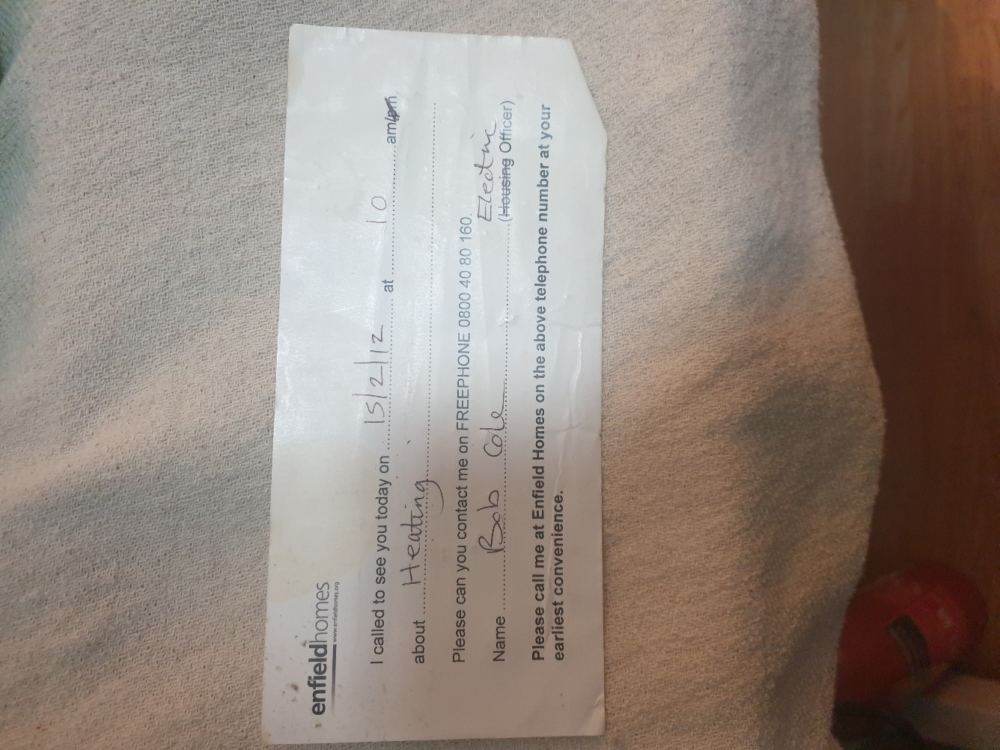 enfieldhomes
www.enfieldhomes.org
I called to see you today on 15/2/12 at 10 am/pm
about Heating
Please can you contact me on FREEPHONE 0800 40 80 160.
Name Bob Cole Electric (Housing Officer)
Please call me at Enfield Homes on the above telephone number at your
earliest convenience.